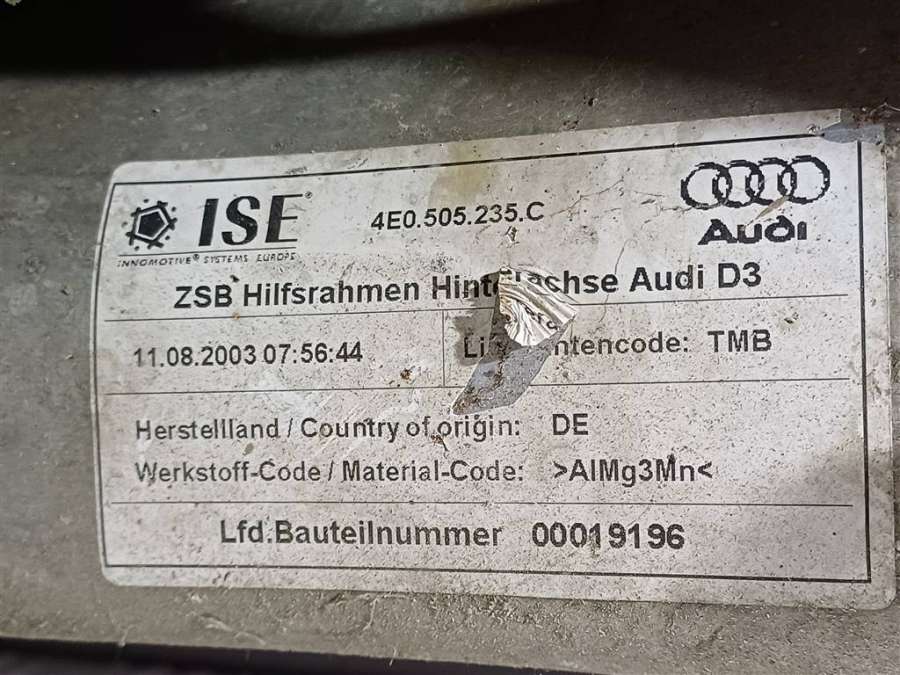 ISE®
INNOMOTIVE® SYSTEMS EUROPE
4E0.505.235.C
Audi
ZSB Hilfsrahmen Audi D3
11.08.2003 07:56:44
TMB
Herstellland / Country of origin: DE
Werkstoff-Code / Material-Code: >AlMg3Mn<
Lfd.Bauteilnummer 00019196